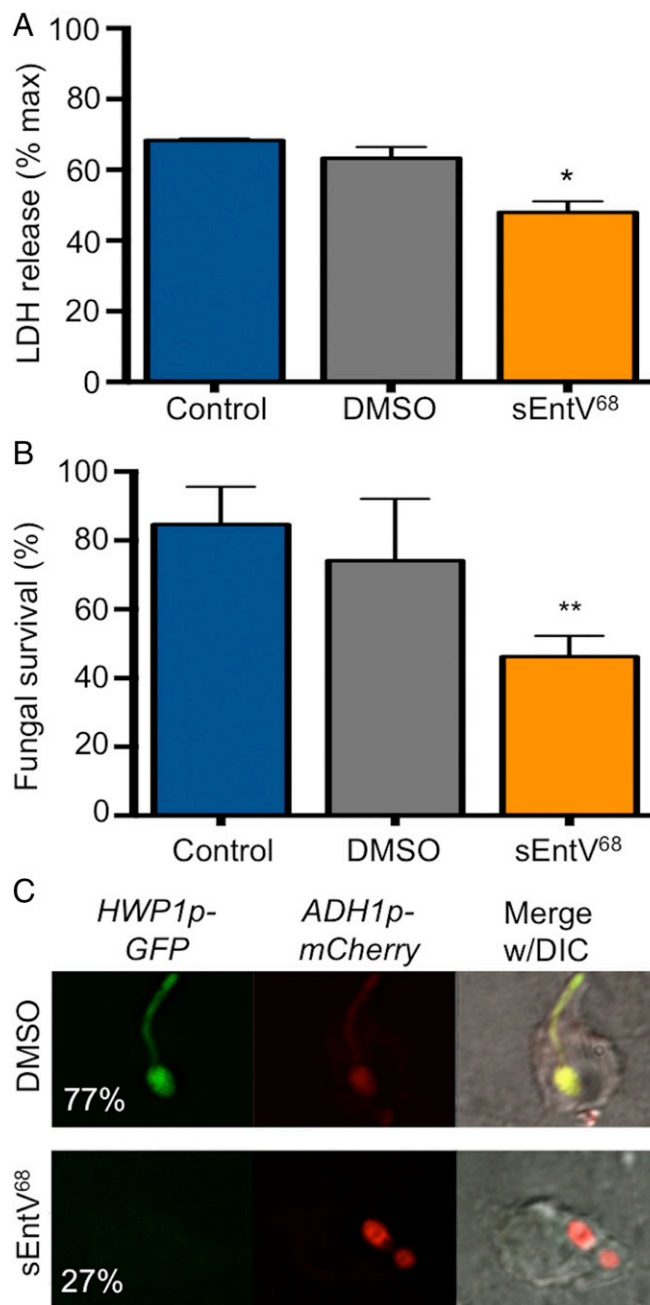 A
LDH release (% max)
100
80
60
40
20
0
*
Control DMSO sEntV⁶⁸
B
Fungal survival (%)
100
80
60
40
20
0
**
Control DMSO sEntV⁶⁸
C
HWP1p- ADH1p- Merge
GFP mCherry w/DIC
DMSO
77%
sEntV⁶⁸
27%